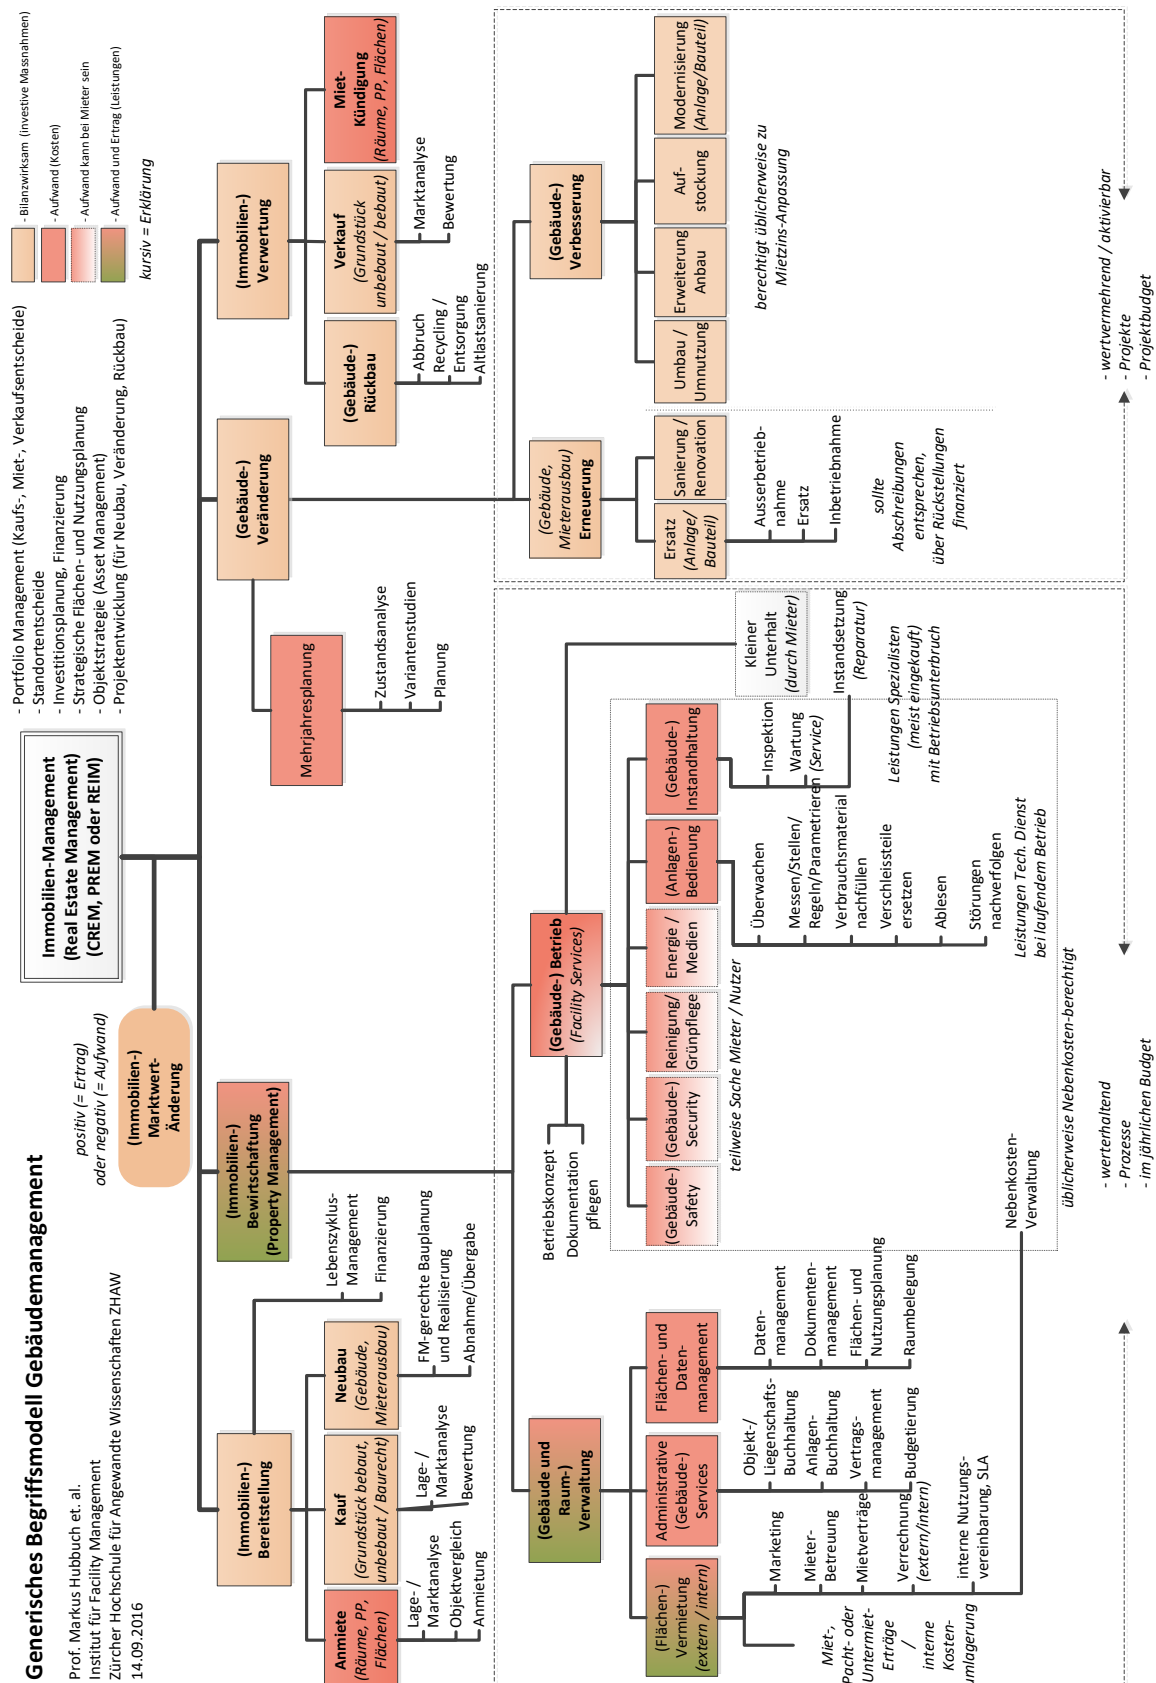 Generisches Begriffsmodell Gebäudemanagement
Prof. Markus Hubbuch et. al.
Institut für Facility Management
Zürcher Hochschule für Angewandte Wissenschaften ZHAW
14.09.2016
positiv (= Ertrag)
oder negativ (= Aufwand)
(Immobilien-)
Marktwert-
Änderung
Immobilien-Management
(Real Estate Management)
(CREM, PREM oder REIM)
- Portfolio Management (Kaufs-, Miet-, Verkaufsentscheide)
- Standortentscheide
- Investitionsplanung, Finanzierung
- Strategische Flächen- und Nutzungsplanung
- Objektstrategie (Asset Management)
- Projektentwicklung (für Neubau, Veränderung, Rückbau)
- Bilanzwirksam (investive Massnahmen)
- Aufwand (Kosten)
- Aufwand kann bei Mieter sein
- Aufwand und Ertrag (Leistungen)
kursiv = Erklärung
(Immobilien-)
Bereitstellung
Lebenszyklus-
Management
Finanzierung
Anmiete
(Räume, PP,
Flächen)
Lage- /
Marktanalyse
Objektvergleich
Anmietung
Kauf
(Grundstück bebaut,
unbebaut / Baurecht)
Lage- /
Marktanalyse
Bewertung
Neubau
(Gebäude,
Mieterausbau)
FM-gerechte Bauplanung
und Realisierung
Abnahme/Übergabe
(Immobilien-)
Bewirtschaftung
(Property Management)
(Gebäude-)
Veränderung
Mehrjahresplanung
Zustandsanalyse
Variantenstudien
Planung
(Immobilien-)
Verwertung
(Gebäude-)
Rückbau
Abbruch
Recycling /
Entsorgung
Altlastsanierung
Verkauf
(Grundstück
unbebaut / bebaut)
Marktanalyse
Bewertung
Miet-
Kündigung
(Räume, PP, Flächen)
(Gebäude und
Raum-)
Verwaltung
(Flächen-)
Vermietung
(extern / intern)
Miet-,
Pacht- oder
Untermiet-
Erträge
/
interne
Kosten-
umlagerung
Marketing
Mieter-
Betreuung
Mietverträge
Verrechnung
(extern/intern)
interne Nutzungs-
vereinbarung, SLA
Nebenkosten-
Verwaltung
Administrative
(Gebäude-)
Services
Objekt-/
Liegenschafts-
Buchhaltung
Anlagen-
Buchhaltung
Vertrags-
management
Budgetierung
Flächen- und
Daten-
management
Daten-
management
Dokumenten-
management
Flächen- und
Nutzungsplanung
Raumbelegung
(Gebäude-) Betrieb
(Facility Services)
Betriebskonzept
Dokumentation
pflegen
(Gebäude-)
Safety
(Gebäude-)
Security
Reinigung/
Grünpflege
Energie /
Medien
teilweise Sache Mieter / Nutzer
(Anlagen-)
Bedienung
Überwachen
Messen/Stellen/
Regeln/Parametrieren
Verbrauchsmaterial
nachfüllen
Verschleissteile
ersetzen
Ablesen
Störungen
nachverfolgen
Leistungen Tech. Dienst
bei laufendem Betrieb
(Gebäude-)
Instandhaltung
Inspektion
Wartung
(Service)
Instandsetzung
(Reparatur)
Leistungen Spezialisten
(meist eingekauft)
mit Betriebsunterbruch
Kleiner
Unterhalt
(durch Mieter)
üblicherweise Nebenkosten-berechtigt
- werterhaltend
- Prozesse
- im jährlichen Budget
(Gebäude,
Mieterausbau)
Erneuerung
Ersatz
(Anlage/
Bauteil)
Ausserbetrieb-
nahme
Ersatz
Inbetriebnahme
Sanierung /
Renovation
sollte
Abschreibungen
entsprechen,
über Rückstellungen
finanziert
(Gebäude-)
Verbesserung
Umbau /
Umnutzung
Erweiterung
Anbau
Auf-
stockung
Modernisierung
(Anlage/Bauteil)
berechtigt üblicherweise zu
Mietzins-Anpassung
- wertvermehrend / aktivierbar
- Projekte
- Projektbudget